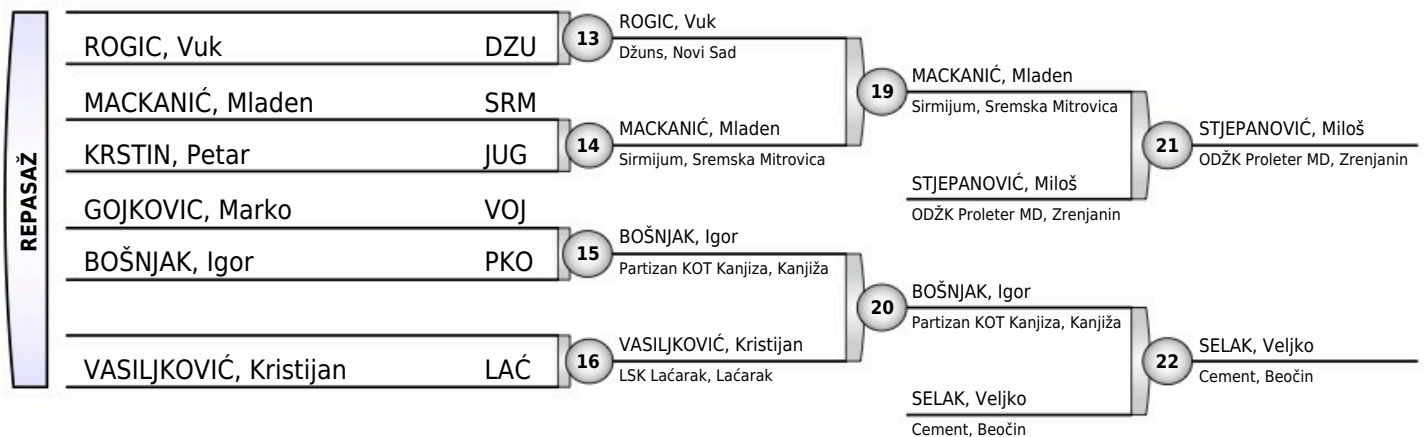 REPASAŽ
ROGIC, Vuk DZU
MACKANIĆ, Mladen SRM
KRSTIN, Petar JUG
GOJKOVIC, Marko VOJ
BOŠNJAK, Igor PKO
VASILJKOVIĆ, Kristijan LAĆ
13
ROGIC, Vuk
Džuns, Novi Sad
14
MACKANIĆ, Mladen
Sirmijum, Sremska Mitrovica
15
BOŠNJAK, Igor
Partizan KOT Kanjiza, Kanjiža
16
VASILJKOVIĆ, Kristijan
LSK Laćarak, Laćarak
19
MACKANIĆ, Mladen
Sirmijum, Sremska Mitrovica
STJEPANOVIĆ, Miloš
ODŽK Proleter MD, Zrenjanin
20
BOŠNJAK, Igor
Partizan KOT Kanjiza, Kanjiža
SELAK, Veljko
Cement, Beočin
21
STJEPANOVIĆ, Miloš
ODŽK Proleter MD, Zrenjanin
22
SELAK, Veljko
Cement, Beočin